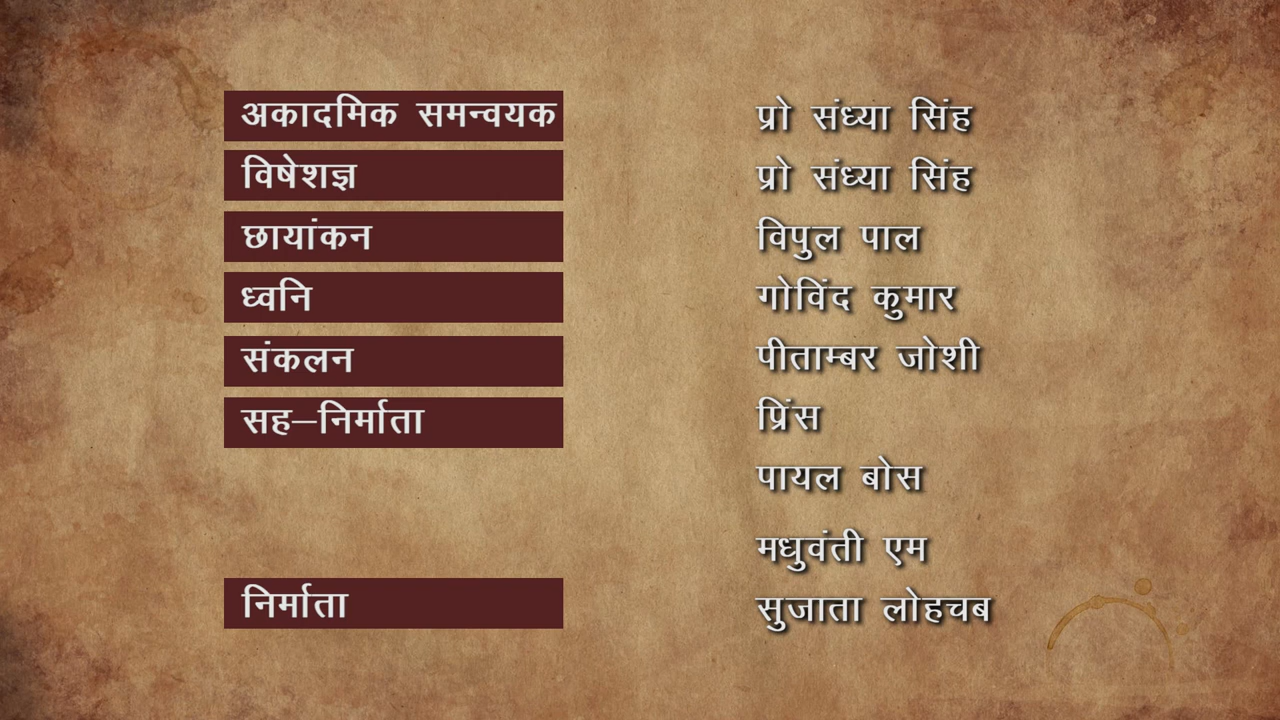 अकादमिक समन्वयक प्रो संध्या सिंह
विषेशज्ञ प्रो संध्या सिंह
छायांकन विपुल पाल
ध्वनि गोविंद कुमार
संकलन पीताम्बर जोशी
सह–निर्माता प्रिंस
पायल बोस
मधुवंती एम
निर्माता सुजाता लोहचब